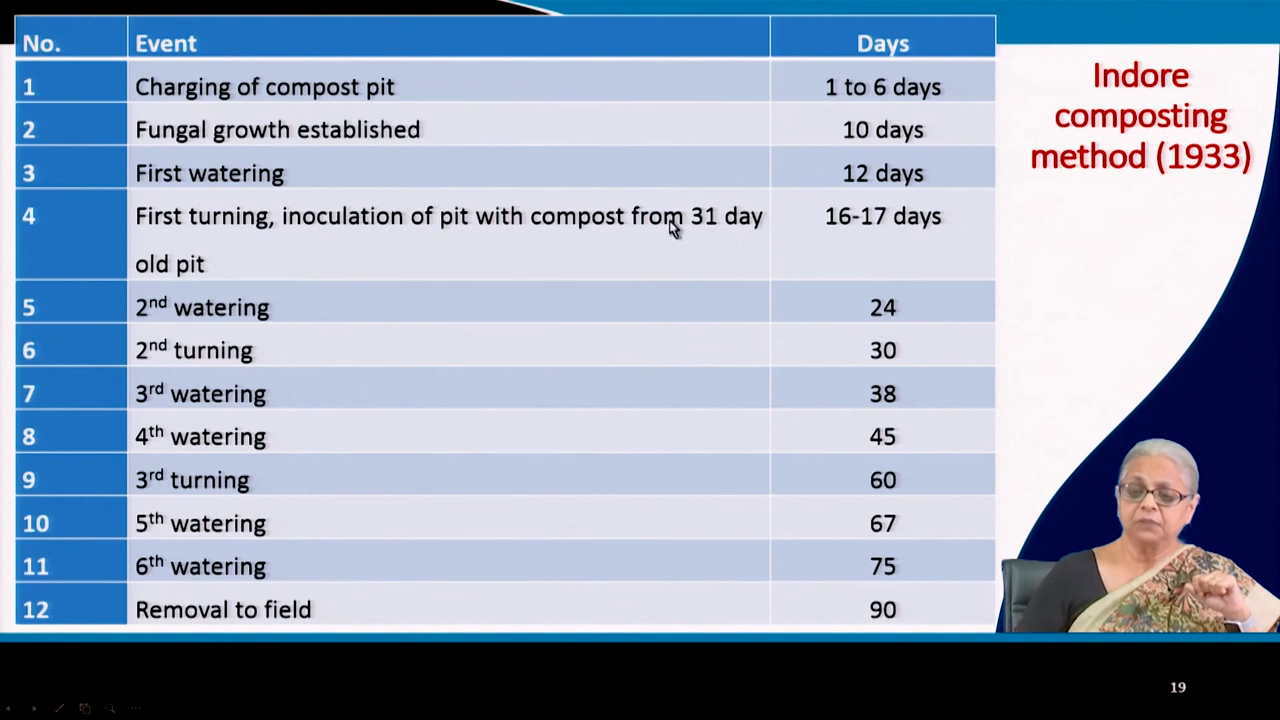 No. Event Days
1 Charging of compost pit 1 to 6 days
2 Fungal growth established 10 days
3 First watering 12 days
4 First turning, inoculation of pit with compost from 31 day 16-17 days
old pit
5 2nd watering 24
6 2nd turning 30
7 3rd watering 38
8 4th watering 45
9 3rd turning 60
10 5th watering 67
11 6th watering 75
12 Removal to field 90
Indore
composting
method (1933)
19